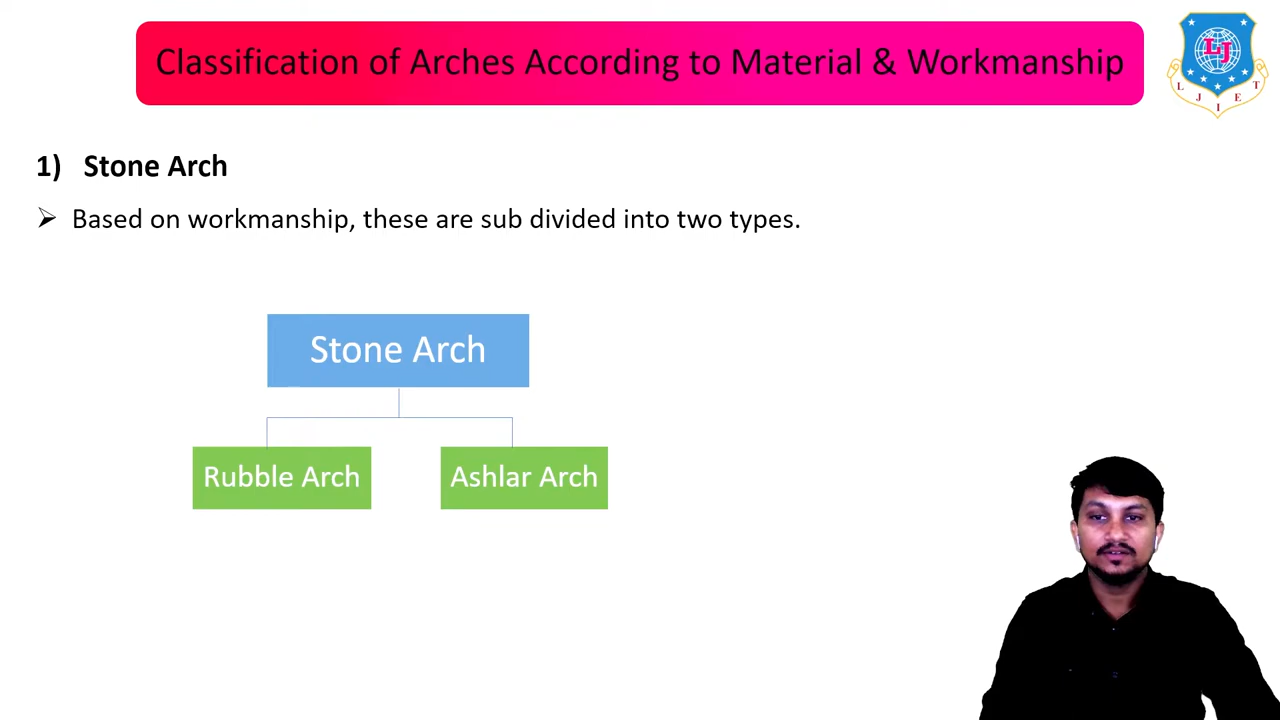 Classification of Arches According to Material & Workmanship
LJ
L J I E T
1) Stone Arch
➢ Based on workmanship, these are sub divided into two types.
Stone Arch
Rubble Arch Ashlar Arch